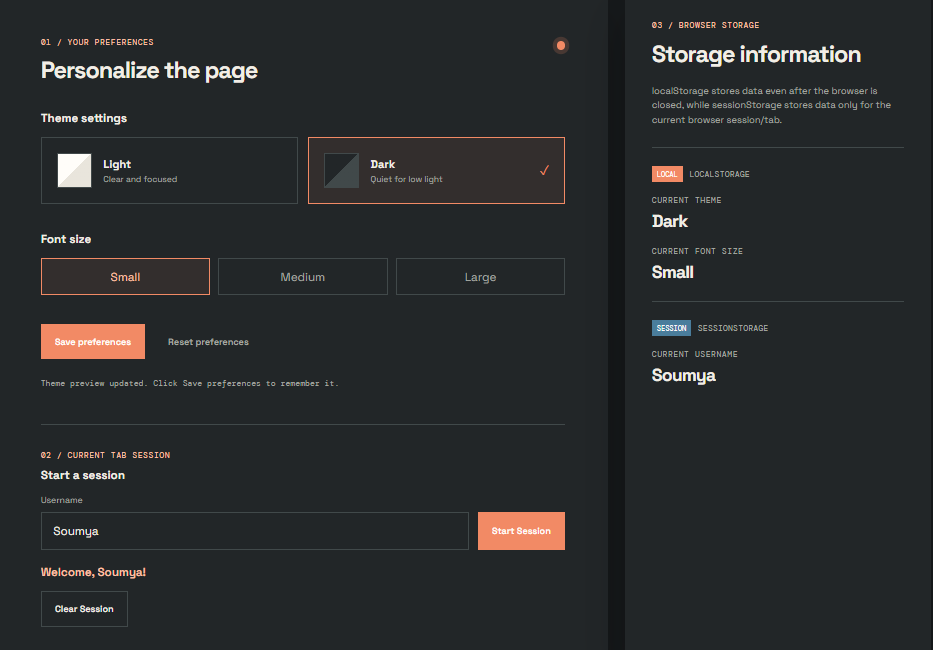 01 / YOUR PREFERENCES
Personalize the page
Theme settings
Light
Clear and focused
Dark
Quiet for low light
✓
Font size
Small
Medium
Large
Save preferences
Reset preferences
Theme preview updated. Click Save preferences to remember it.
02 / CURRENT TAB SESSION
Start a session
Username
Soumya
Start Session
Welcome, Soumya!
Clear Session
03 / BROWSER STORAGE
Storage information
localStorage stores data even after the browser is
closed, while sessionStorage stores data only for the
current browser session/tab.
LOCAL LOCALSTORAGE
CURRENT THEME
Dark
CURRENT FONT SIZE
Small
SESSION SESSIONSTORAGE
CURRENT USERNAME
Soumya